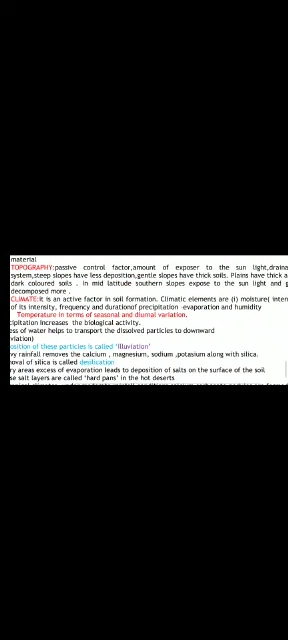 material
TOPOGRAPHY:passive control factor,amount of exposer to the sun light,draina
system,steep slopes have less deposition,gentle slopes have thick soils. Plains have thick a
dark coloured soils . In mid latitude southern slopes expose to the sun light and g
decomposed more .
CLIMATE:it is an active factor in soil formation. Climatic elements are (i) moisture( inten
of its intensity, frequency and durationof precipitation -evaporation and humidity
Temperature in terms of seasonal and diurnal variation.
cipitation increases the biological activity.
ess of water helps to transport the dissolved particles to downward
viation)
osition of these particles is called 'Illuviation'
vy rainfall removes the calcium , magnesium, sodium ,potasium along with silica.
noval of silica is called desilication
ry areas excess of evaporation leads to deposition of salts on the surface of the soil
se salt layers are called 'hard pans' in the hot deserts